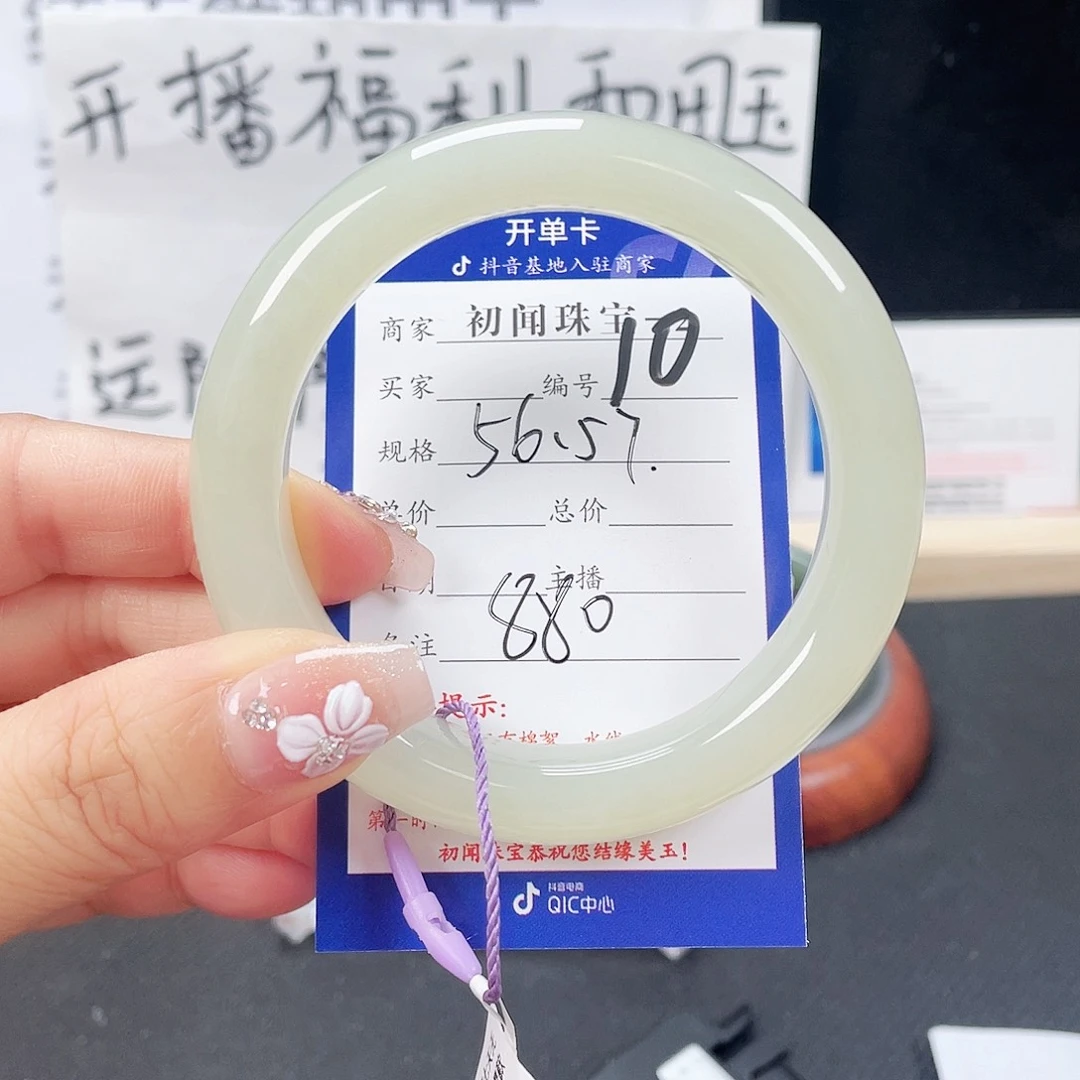 开播福利和田玉
开单卡
抖音基地入驻商家
商家 初闻珠宝
买家 编号 10
规格 56.57.
价 总价
主播
880
注
提示:
初闻珠宝恭祝您结缘美玉!
抖音电商
QIC中心